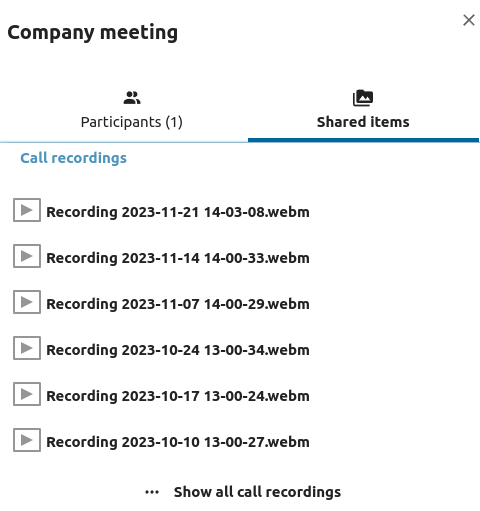 Company meeting
Participants (1)
Shared items
Call recordings
Recording 2023-11-21 14-03-08.webm
Recording 2023-11-14 14-00-33.webm
Recording 2023-11-07 14-00-29.webm
Recording 2023-10-24 13-00-34.webm
Recording 2023-10-17 13-00-24.webm
Recording 2023-10-10 13-00-27.webm
Show all call recordings